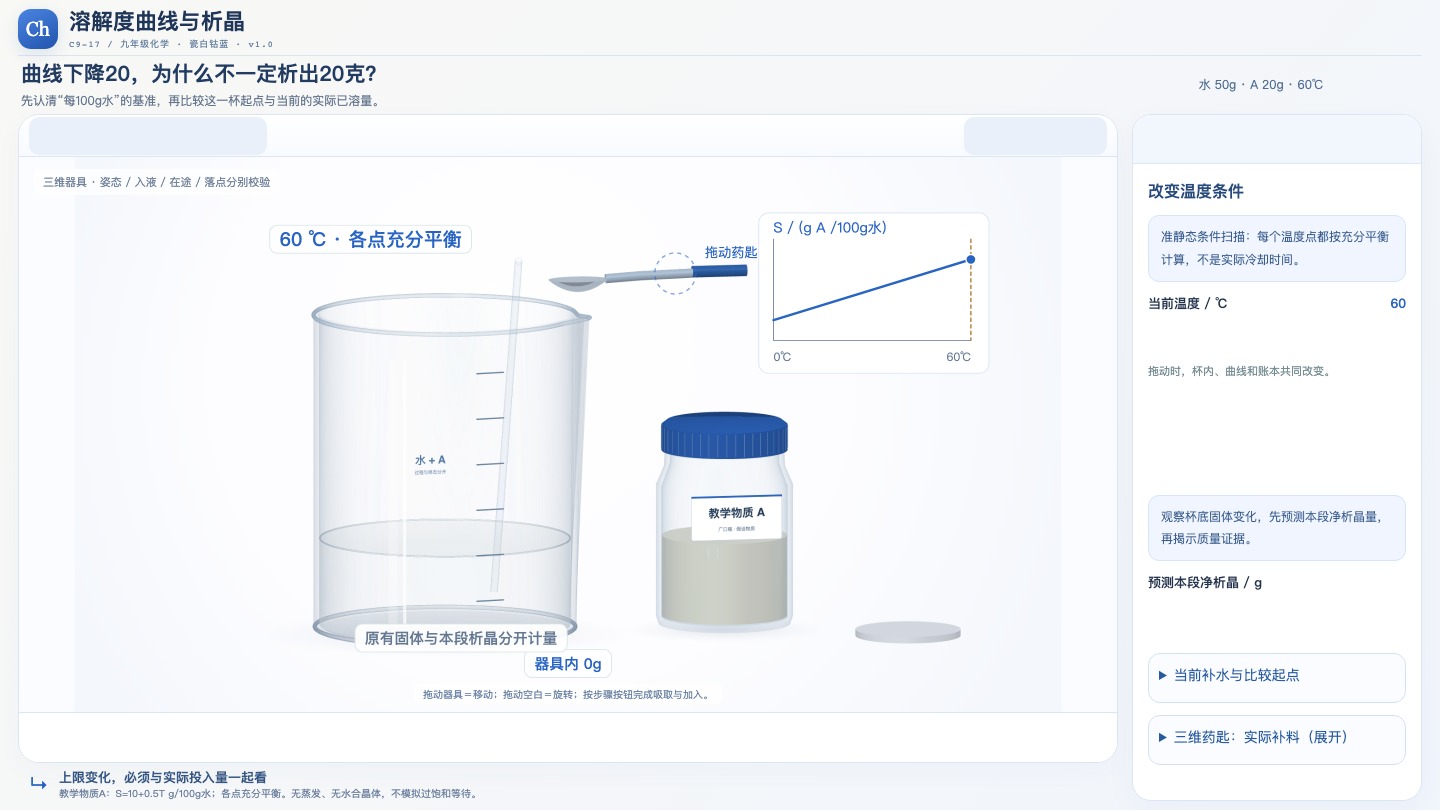 Ch
溶解度曲线与析晶
C9-17 / 九年级化学 · 瓷白钴蓝 · v1.0
曲线下降20，为什么不一定析出20克?
先认清“每100g水”的基准，再比较这一杯起点与当前的实际已溶量。
水 50g · A 20g · 60℃
三维器具 · 姿态 / 入液 / 在途 / 落点分别校验
60 ℃ · 各点充分平衡
拖动药匙
S / (g A /100g水)
0℃
60℃
水 + A
教学物质 A
原有固体与本段析晶分开计量
器具内 0g
拖动器具＝移动；拖动空白＝旋转；按步骤按钮完成吸取与加入。
改变温度条件
准静态条件扫描：每个温度点都按充分平衡
计算，不是实际冷却时间。
当前温度 / ℃
60
拖动时，杯内、曲线和账本共同改变。
观察杯底固体变化，先预测本段净析晶量，
再揭示质量证据。
预测本段净析晶 / g
▶ 当前补水与比较起点
▶ 三维药匙：实际补料（展开）
上限变化，必须与实际投入量一起看
教学物质A：S=10+0.5T g/100g水；各点充分平衡。无蒸发、无水合晶体，不模拟过饱和等待。